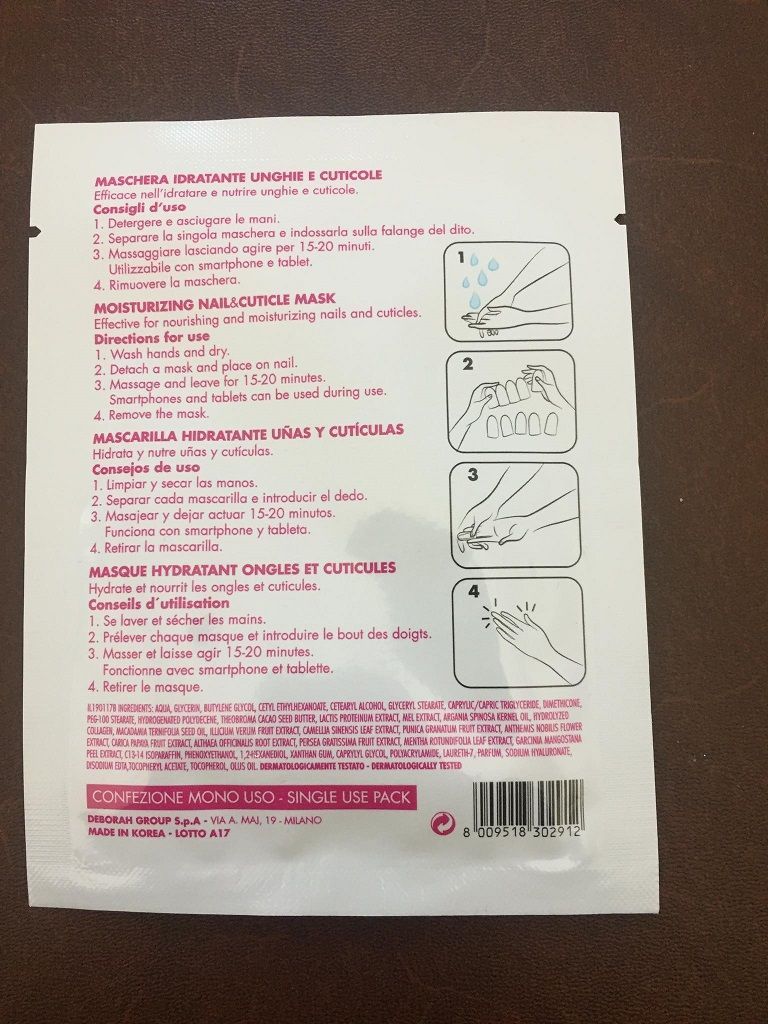 MASCHERA IDRATANTE UNGHIE E CUTICOLE
Efficace nell'idratare e nutrire unghie e cuticole.
Consigli d'uso
1. Detergere e asciugare le mani.
2. Separare la singola maschera e indossarla sulla falange del dito.
3. Massaggiare lasciando agire per 15-20 minuti.
Utilizzabile con smartphone e tablet.
4. Rimuovere la maschera.
MOISTURIZING NAIL&CUTICLE MASK
Effective for nourishing and moisturizing nails and cuticles.
Directions for use
1. Wash hands and dry.
2. Detach a mask and place on nail.
3. Massage and leave for 15-20 minutes.
Smartphones and tablets can be used during use.
4. Remove the mask.
MASCARILLA HIDRATANTE UÑAS Y CUTÍCULAS
Hidrata y nutre uñas y cutículas.
Consejos de uso
1. Limpiar y secar las manos.
2. Separar cada mascarilla e introducir el dedo.
3. Masajear y dejar actuar 15-20 minutos.
Funciona con smartphone y tableta.
4. Retirar la mascarilla.
MASQUE HYDRATANT ONGLES ET CUTICULES
Hydrate et nourrit les ongles et cuticules.
Conseils d´utilisation
1. Se laver et sécher les mains.
2. Prélever chaque masque et introduire le bout des doigts.
3. Masser et laisse agir 15-20 minutes.
Fonctionne avec smartphone et tablette.
4. Retirer le masque.
1
2
3
4
IL190117B INGREDIENTS: AQUA, GLYCERIN, BUTYLENE GLYCOL, CETYL ETHYLHEXANOATE, CETEARYL ALCOHOL, GLYCERYL STEARATE, CAPRYLIC/CAPRIC TRIGLYCERIDE, DIMETHICONE,
PEG-100 STEARATE, HYDROGENATED POLYDECENE, THEOBROMA CACAO SEED BUTTER, LACTIS PROTEINUM EXTRACT, MEL EXTRACT, ARGANIA SPINOSA KERNEL OIL, HYDROLYZED
COLLAGEN, MACADAMIA TERNIFOLIA SEED OIL, ILLICIUM VERUM FRUIT EXTRACT, CAMELLIA SINENSIS LEAF EXTRACT, PUNICA GRANATUM FRUIT EXTRACT, ANTHEMIS NOBILIS FLOWER
EXTRACT, CARICA PAPAYA FRUIT EXTRACT, ALTHAEA OFFICINALIS ROOT EXTRACT, PERSEA GRATISSIMA FRUIT EXTRACT, MENTHA ROTUNDIFOLIA LEAF EXTRACT, GARCINIA MANGOSTANA
PEEL EXTRACT, C13-14 ISOPARAFFIN, PHENOXYETHANOL, 1,2-HEXANEDIOL, XANTHAN GUM, CAPRYLYL GLYCOL, POLYACRYLAMIDE, LAURETH-7, PARFUM, SODIUM HYALURONATE,
DISODIUM EDTA, TOCOPHERYL ACETATE, TOCOPHEROL, OLUS OIL. DERMATOLOGICAMENTE TESTATO - DERMATOLOGICALLY TESTED
CONFEZIONE MONO USO - SINGLE USE PACK
DEBORAH GROUP S.p.A - VIA A. MAJ, 19 - MILANO
MADE IN KOREA - LOTTO A17
8 009518 302912